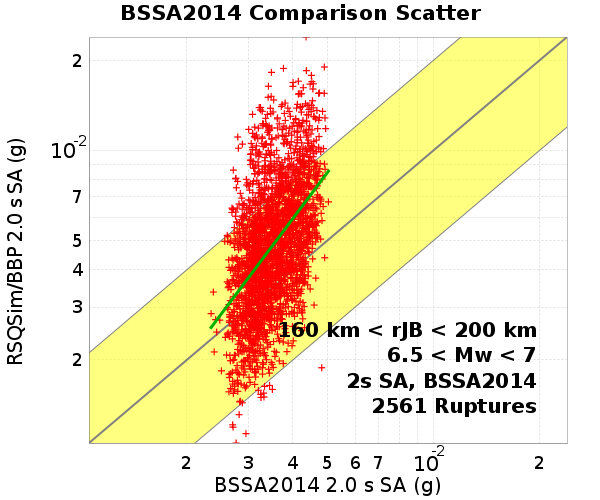 BSSA2014 Comparison Scatter
RSQSim/BBP 2.0 s SA (g)
2
10-2
7
5
4
3
2
160 km < rJB < 200 km
6.5 < Mw < 7
2s SA, BSSA2014
2561 Ruptures
2 3 4 5 6 7 10-2 2
BSSA2014 2.0 s SA (g)